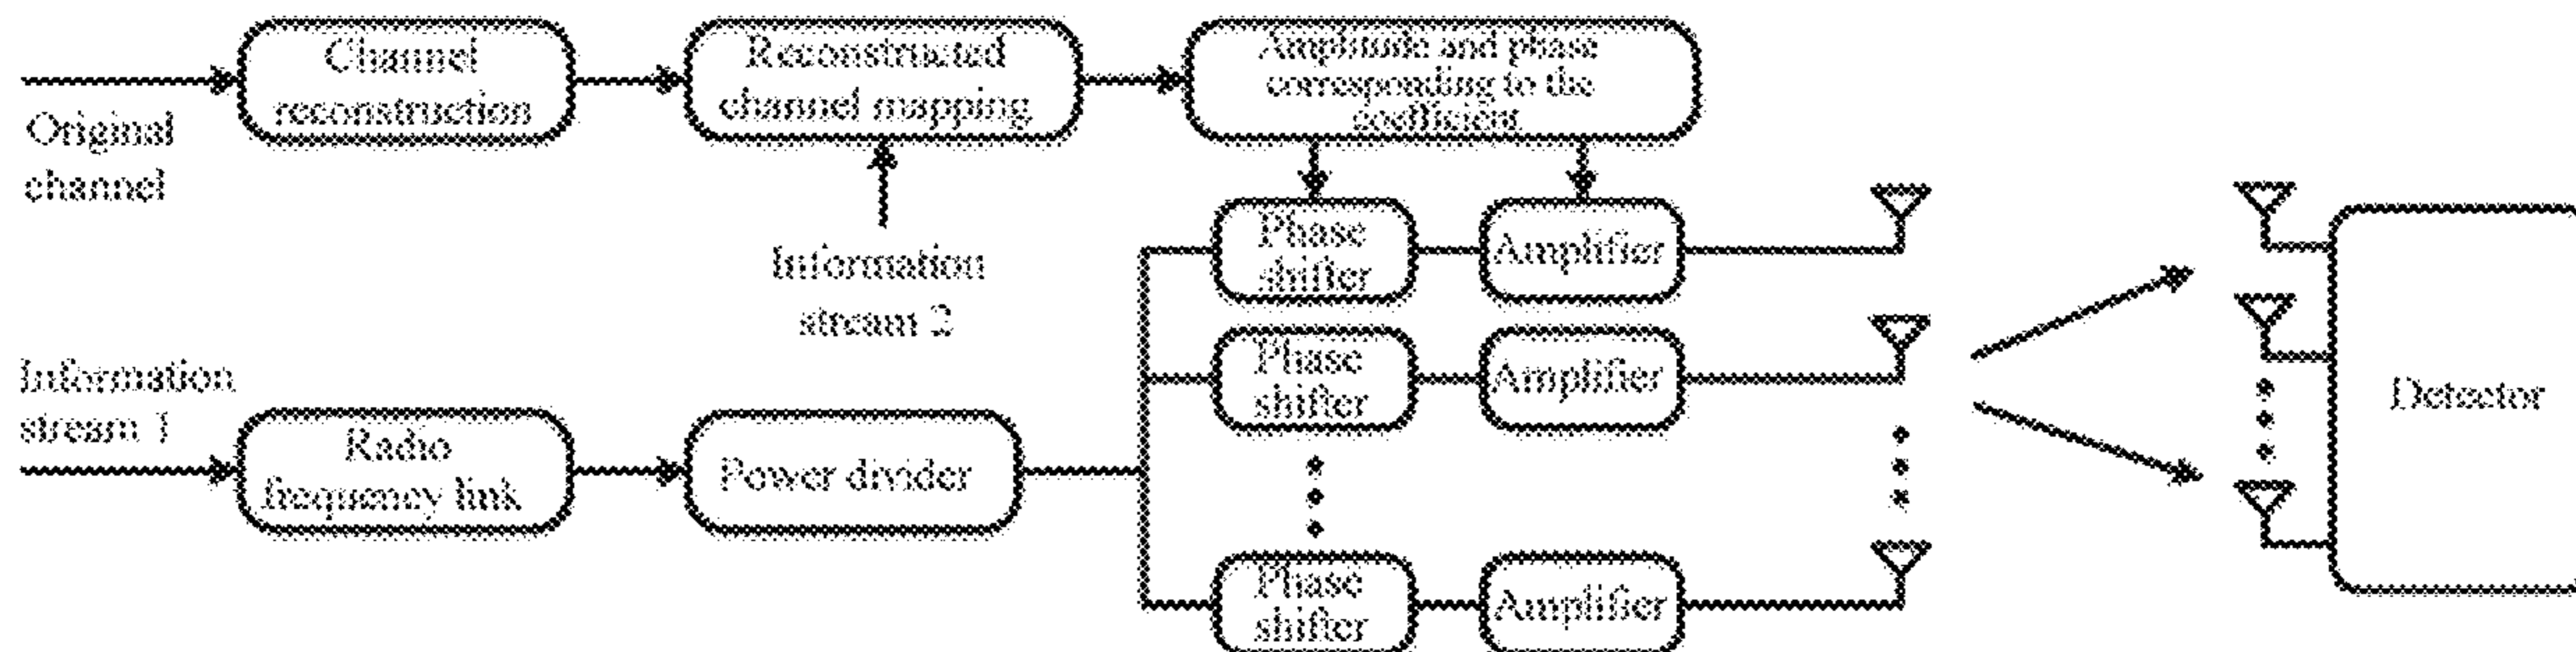 Channel
reconstruction
Reconstructed
channel mapping
Amplitude and phase
corresponding to the
coefficient
Original
channel
Information
stream 2
Phase
shifter
Amplifier
Information
stream 1
Phase
shifter
Amplifier
Radio
frequency link
Power divider
Detector
Phase
shifter
Amplifier